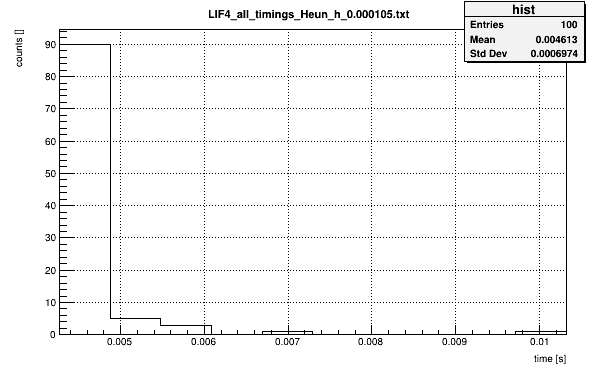 LIF4_all_timings_Heun_h_0.000105.txt
hist
Entries 100
Mean 0.004613
Std Dev 0.0006974
counts []
90
80
70
60
50
40
30
20
10
0
0.005 0.006 0.007 0.008 0.009 0.01
time [s]